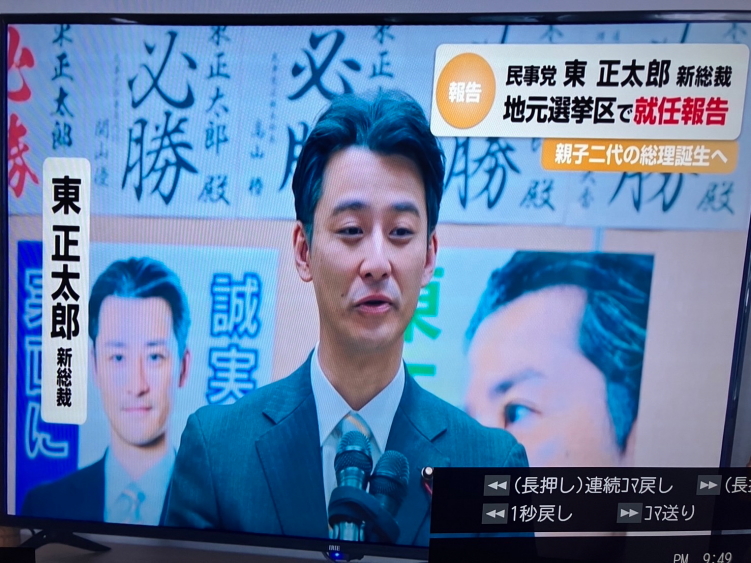 報告
民事党 東 正太郎 新総裁
地元選挙区で就任報告
親子二代の総理誕生へ
東 正太郎 新総裁
必勝
東正太郎殿
必勝
殿
殿
誠実
東
◀◀(長押し)連続コマ戻し ▶▶(長
◀◀1秒戻し ▶▶コマ送り
PM 9:49